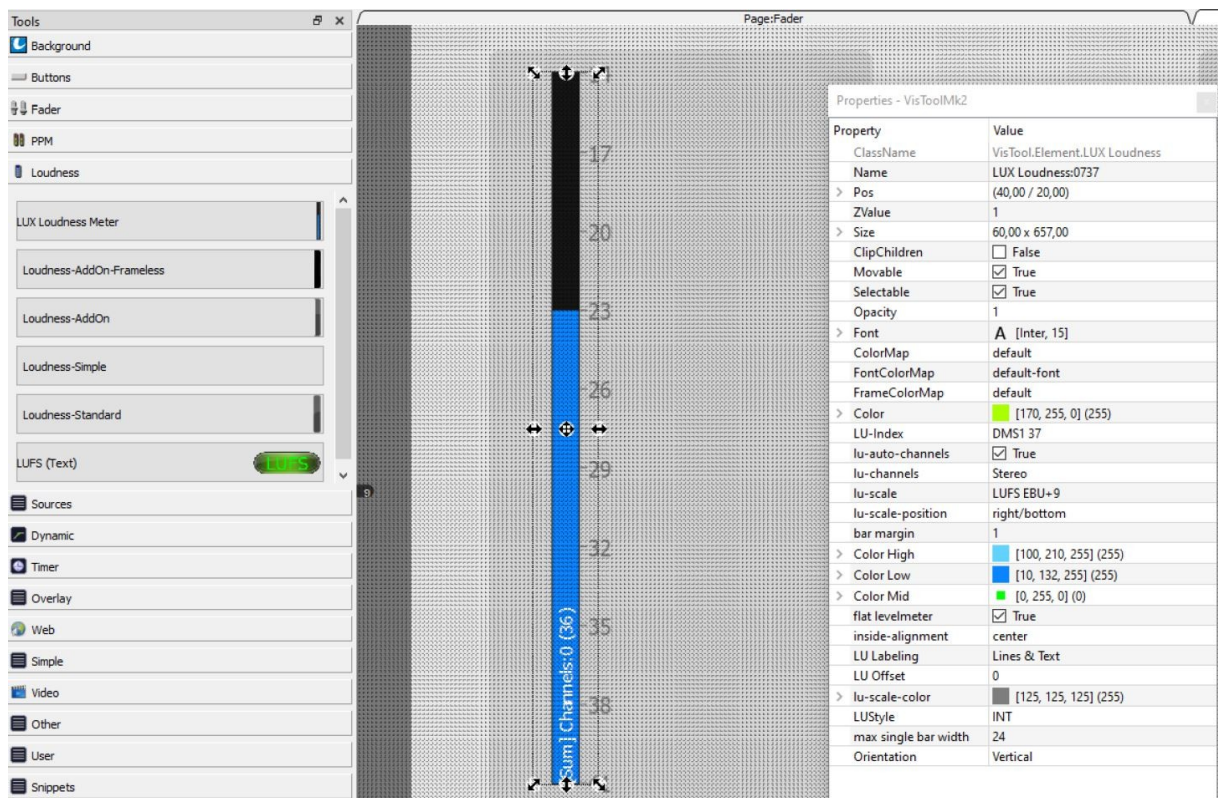 Tools
Background
Buttons
Fader
PPM
Loudness
LUX Loudness Meter
Loudness-AddOn-Frameless
Loudness-AddOn
Loudness-Simple
Loudness-Standard
LUFS (Text) LUFS
Sources
Dynamic
Timer
Overlay
Web
Simple
Video
Other
User
Snippets
Page:Fader
17
20
23
26
29
32
35
38
9
Sum] Channels:0 (36)
Properties - VisToolMk2
Property Value
ClassName VisTool.Element.LUX Loudness
Name LUX Loudness:0737
Pos (40,00 / 20,00)
ZValue 1
Size 60,00 x 657,00
ClipChildren False
Movable True
Selectable True
Opacity 1
Font A [Inter, 15]
ColorMap default
FontColorMap default-font
FrameColorMap default
Color [170, 255, 0] (255)
LU-Index DMS1 37
lu-auto-channels True
lu-channels Stereo
lu-scale LUFS EBU+9
lu-scale-position right/bottom
bar margin 1
Color High [100, 210, 255] (255)
Color Low [10, 132, 255] (255)
Color Mid [0, 255, 0] (0)
flat levelmeter True
inside-alignment center
LU Labeling Lines & Text
LU Offset 0
lu-scale-color [125, 125, 125] (255)
LUStyle INT
max single bar width 24
Orientation Vertical